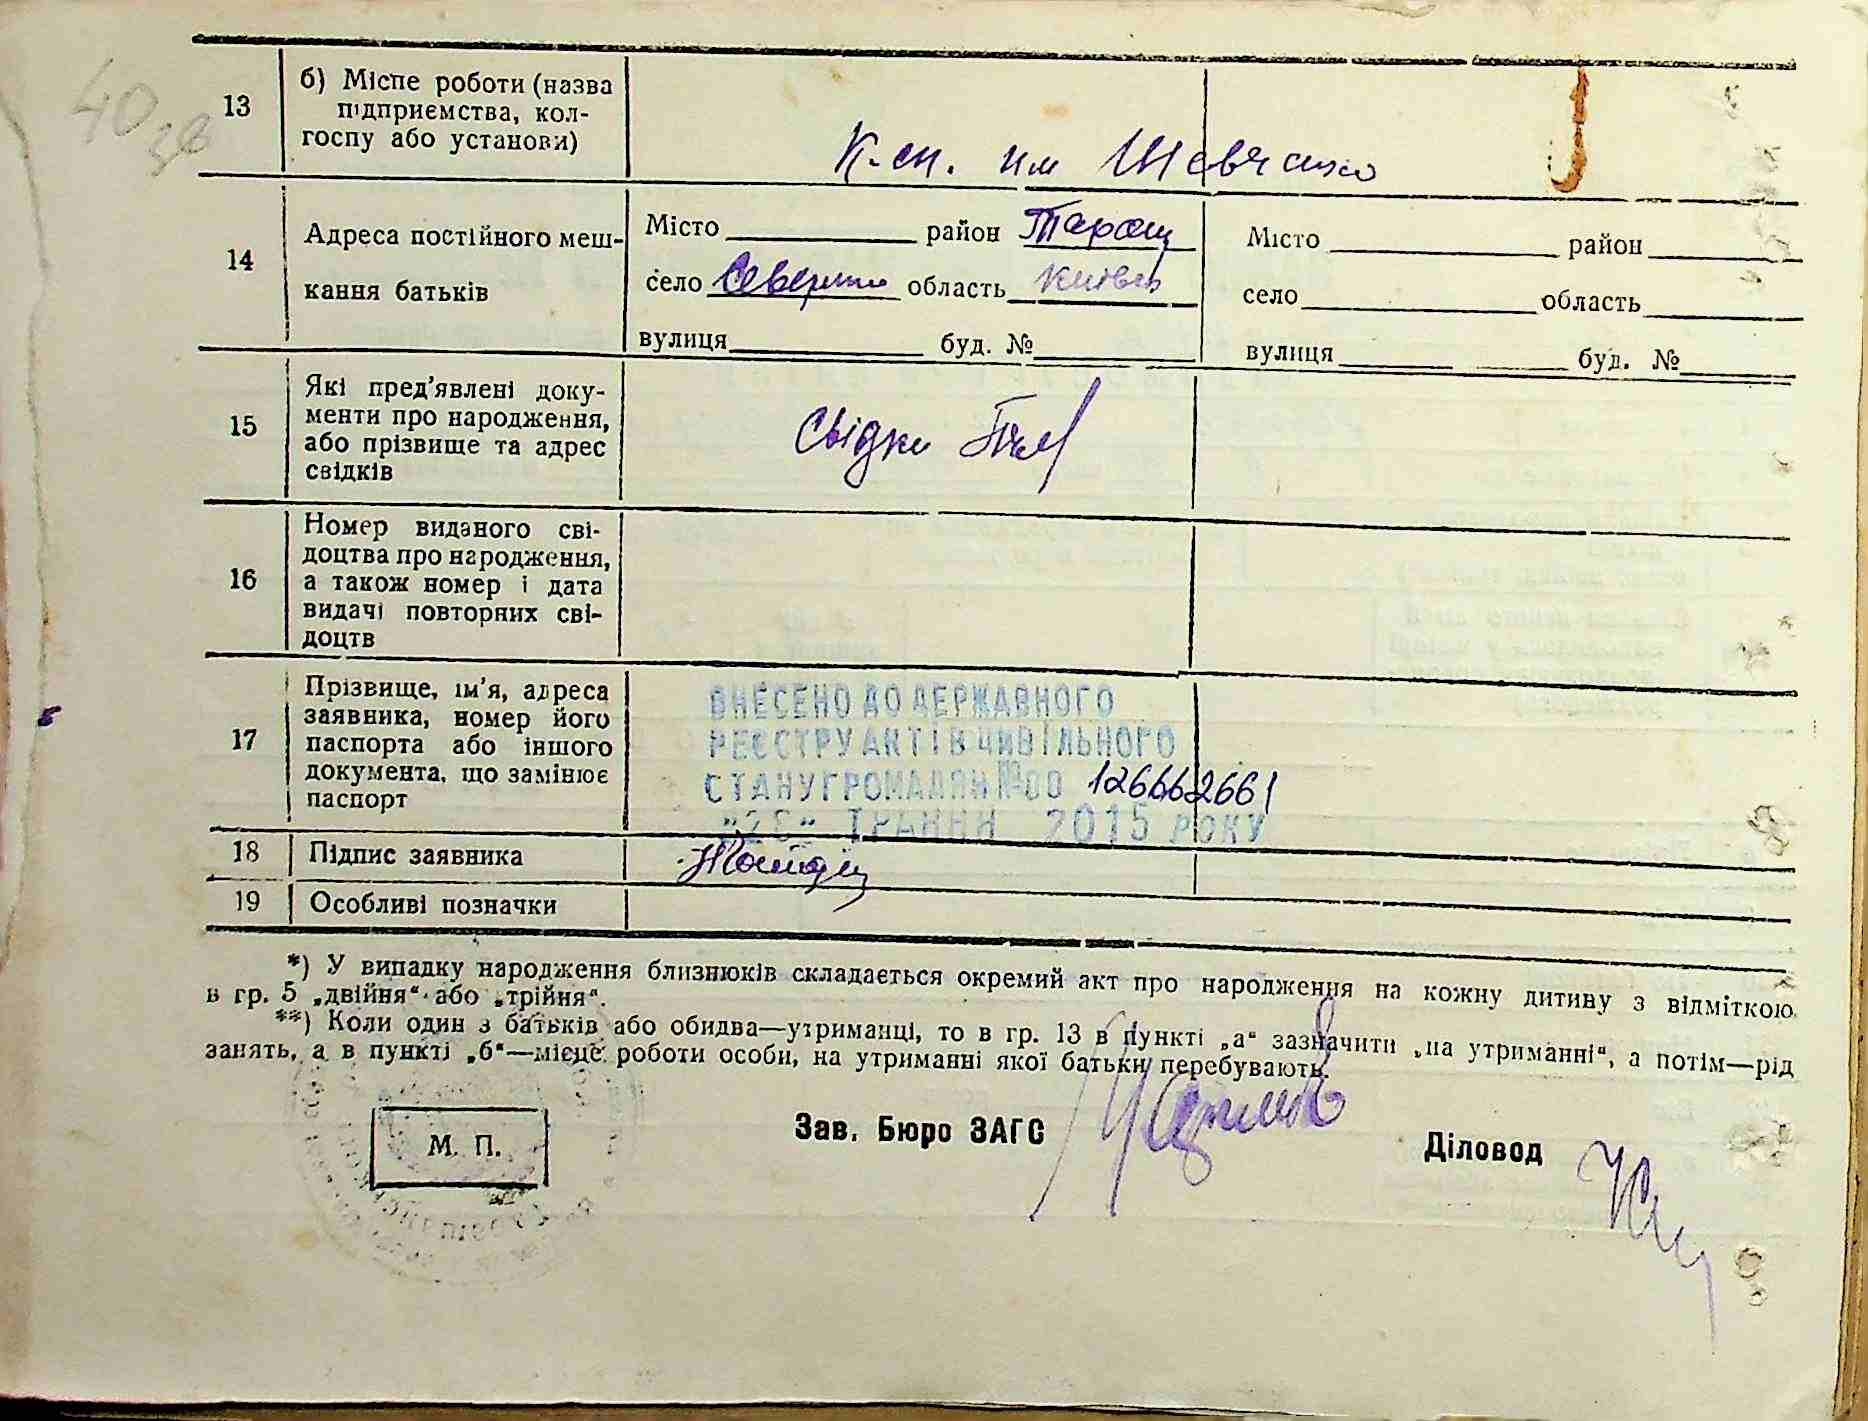 40 зв
13
б) Місце роботи (назва
підприємства, кол-
госпу або установи)
К-сп. им Шевченко
14
Адреса постійного меш-
кання батьків
Місто район Таращ
село область Київсь
вулиця буд. №
Місто район
село область
вулиця буд. №
15
Які пред’явлені доку-
менти про народження,
або прізвище та адрес
свідків
Свідки
16
Номер виданого сві-
доцтва про народження,
а також номер і дата
видачі повторних сві-
доцтв
17
Прізвище, ім’я, адреса
заявника, номер його
паспорта або іншого
документа, що замінює
паспорт
ВНЕСЕНО ДО ДЕРЖАВНОГО
РЕЄСТРУ АКТІВ ЦИВІЛЬНОГО
СТАНУ ГРОМАДЯН №00 126662661
ТРАВНЯ 2015 РОКУ
18 Підпис заявника
19 Особливі позначки
*) У випадку народження близнюків складається окремий акт про народження на кожну дитину з відміткою
в гр. 5 „двійня“ або „трійня“.
**) Коли один з батьків або обидва—утриманці, то в гр. 13 в пункті „а“ зазначити „на утриманні“, а потім—рід
занять, а в пункті „б“—місце роботи особи, на утриманні якої батьки перебувають.
М. П.
Зав. Бюро ЗАГС
Діловод